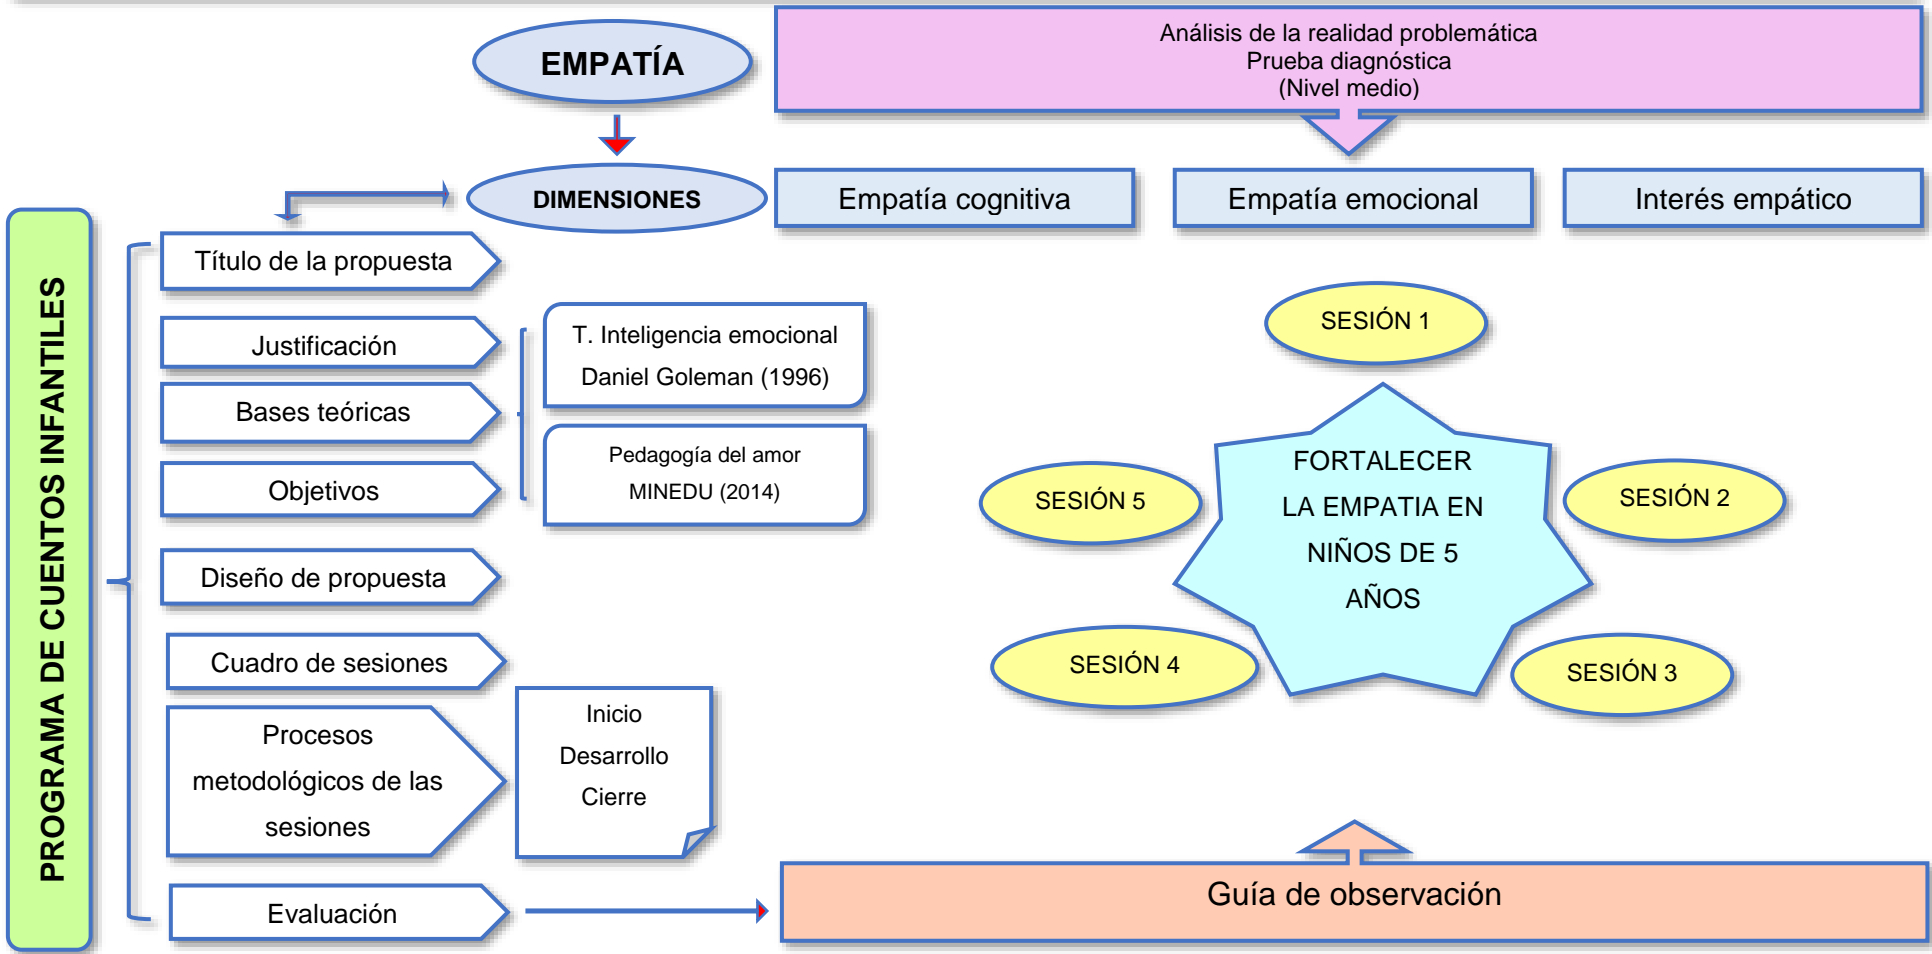 EMPATÍA
Análisis de la realidad problemática
Prueba diagnóstica
(Nivel medio)
DIMENSIONES
Empatía cognitiva
Empatía emocional
Interés empático
PROGRAMA DE CUENTOS INFANTILES
Título de la propuesta
Justificación
Bases teóricas
Objetivos
T. Inteligencia emocional
Daniel Goleman (1996)
Pedagogía del amor
MINEDU (2014)
Diseño de propuesta
Cuadro de sesiones
Procesos
metodológicos de las
sesiones
Inicio
Desarrollo
Cierre
Evaluación
SESIÓN 1
SESIÓN 5
FORTALECER
LA EMPATIA EN
NIÑOS DE 5
AÑOS
SESIÓN 2
SESIÓN 4
SESIÓN 3
Guía de observación